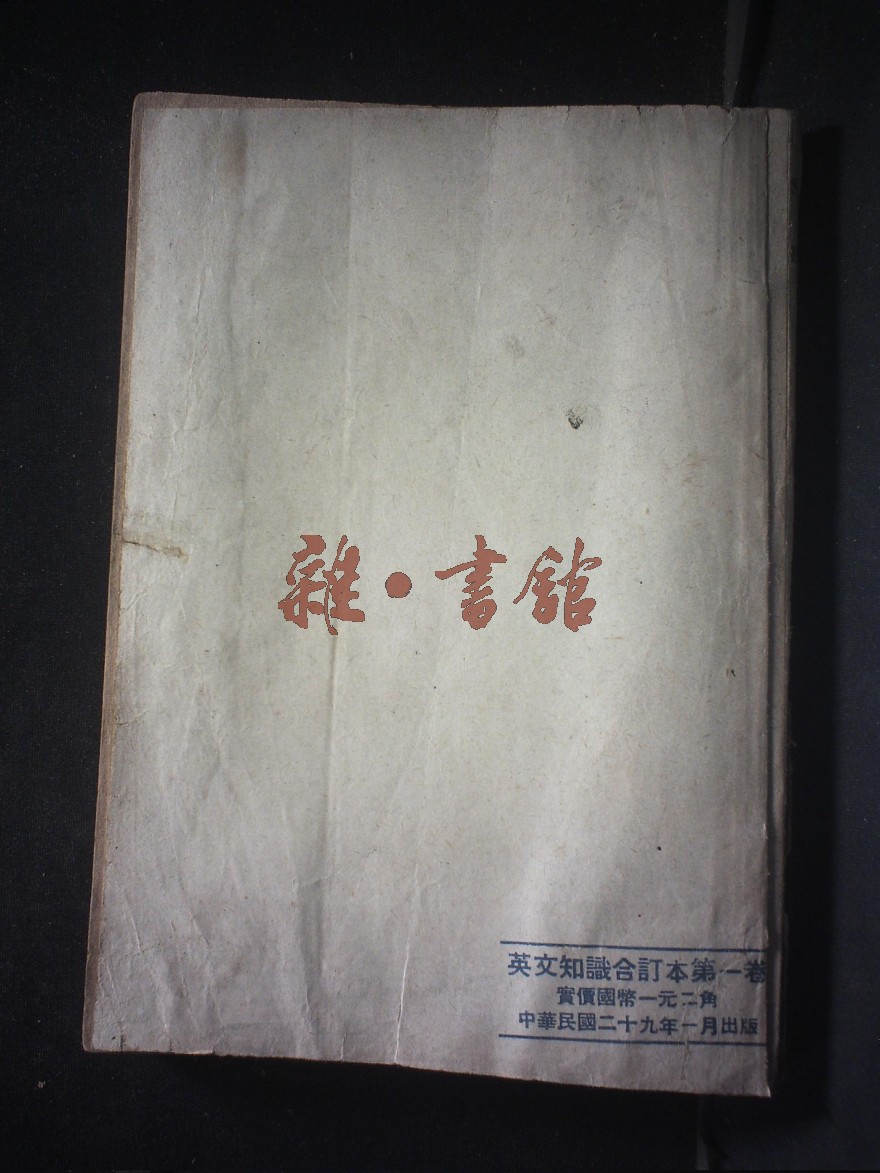 雜·書館
英文知識合訂本第一卷
實價國幣一元二角
中華民國二十九年一月出版